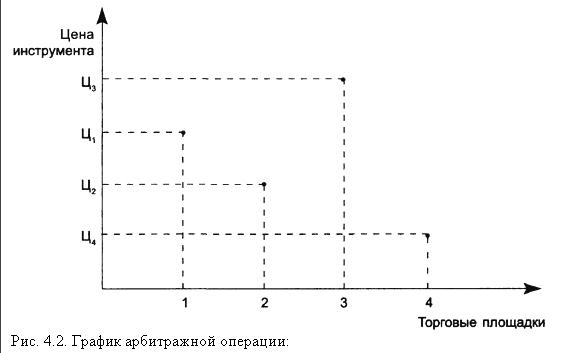 Цена
инструмента
Ц₃
Ц₁
Ц₂
Ц₄
1 2 3 4
Торговые площадки
Рис. 4.2. График арбитражной операции: